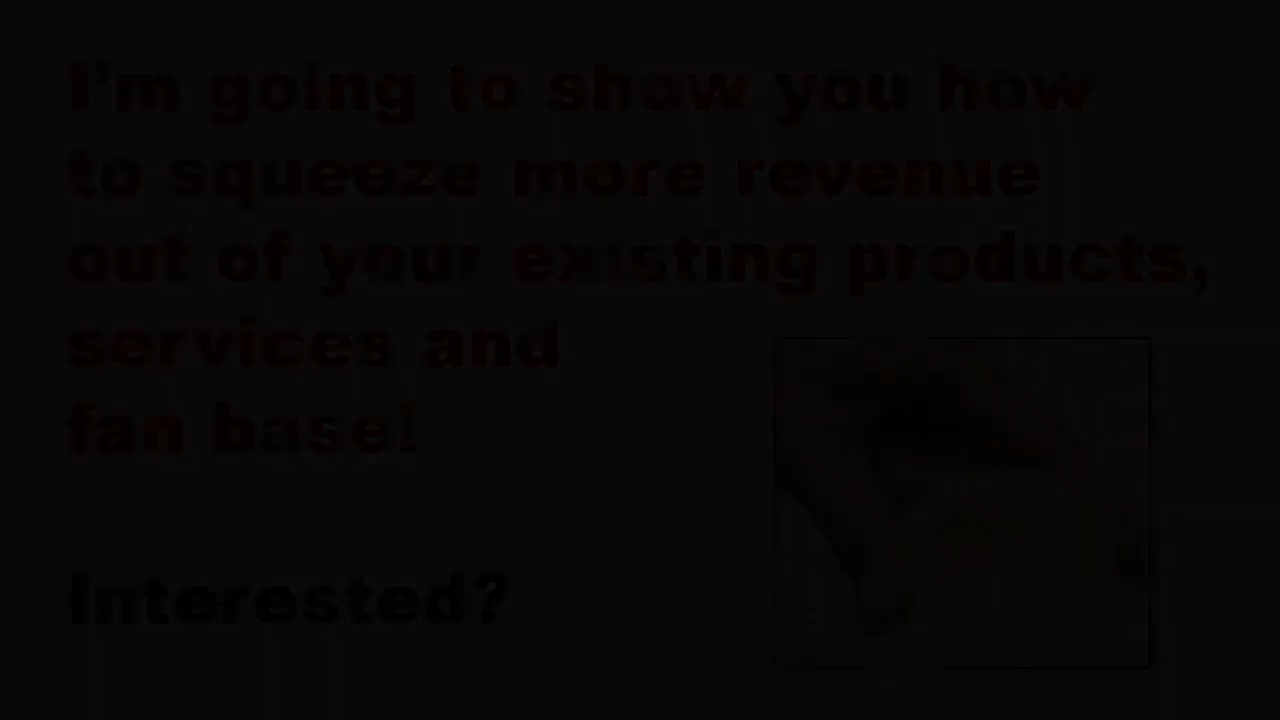 I'm going to show you how
to squeeze more revenue
out of your existing products,
services and
fan base!
Interested?